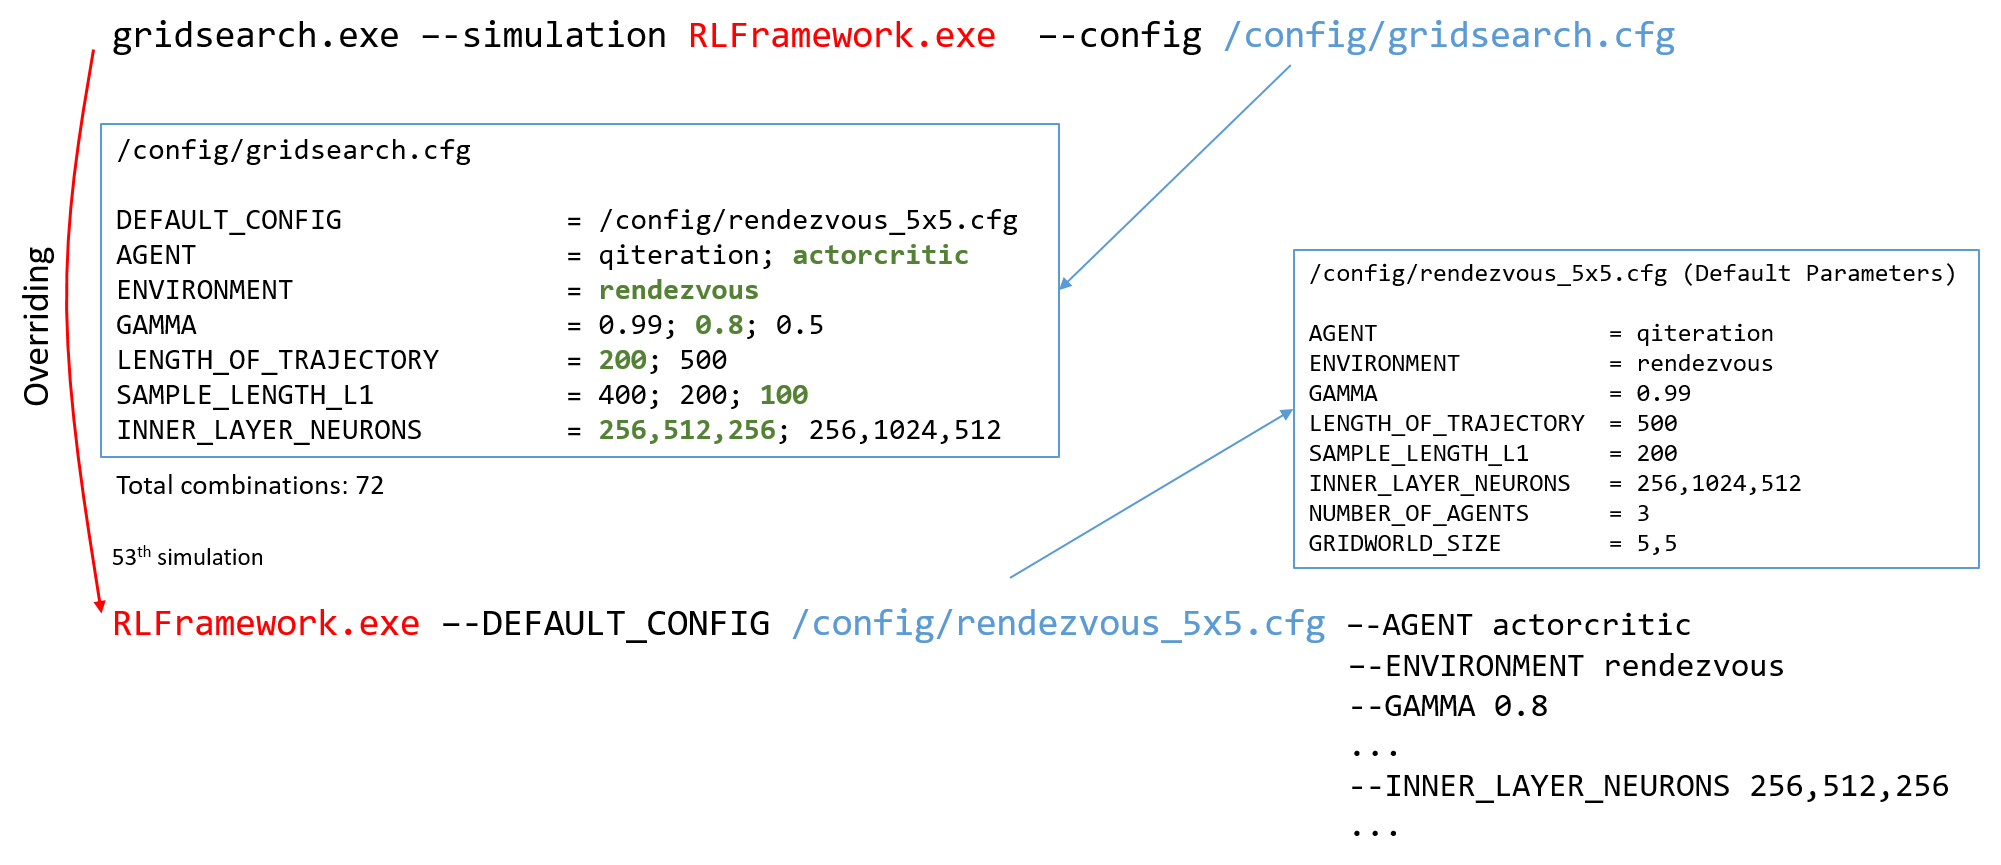 gridsearch.exe --simulation RLFramework.exe --config /config/gridsearch.cfg
Overriding
/config/gridsearch.cfg
DEFAULT_CONFIG = /config/rendezvous_5x5.cfg
AGENT = qiteration; actorcritic
ENVIRONMENT = rendezvous
GAMMA = 0.99; 0.8; 0.5
LENGTH_OF_TRAJECTORY = 200; 500
SAMPLE_LENGTH_L1 = 400; 200; 100
INNER_LAYER_NEURONS = 256,512,256; 256,1024,512
Total combinations: 72
/config/rendezvous_5x5.cfg (Default Parameters)
AGENT = qiteration
ENVIRONMENT = rendezvous
GAMMA = 0.99
LENGTH_OF_TRAJECTORY = 500
SAMPLE_LENGTH_L1 = 200
INNER_LAYER_NEURONS = 256,1024,512
NUMBER_OF_AGENTS = 3
GRIDWORLD_SIZE = 5,5
53th simulation
RLFramework.exe –-DEFAULT_CONFIG /config/rendezvous_5x5.cfg –-AGENT actorcritic
–-ENVIRONMENT rendezvous
--GAMMA 0.8
...
--INNER_LAYER_NEURONS 256,512,256
...